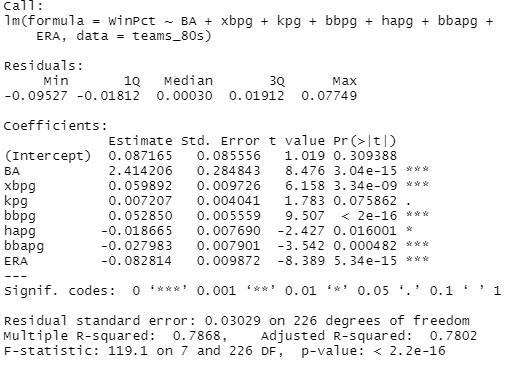 Call:
lm(formula = WinPct ~ BA + xbpg + kpg + bbpg + hapg + bbapg +
    ERA, data = teams_80s)
Residuals:
     Min       1Q   Median       3Q      Max
-0.09527 -0.01812  0.00030  0.01912  0.07749
Coefficients:
             Estimate Std. Error t value Pr(>|t|)
(Intercept)  0.087165   0.085556   1.019 0.309388
BA           2.414206   0.284843   8.476 3.04e-15 ***
xbpg         0.059892   0.009726   6.158 3.34e-09 ***
kpg          0.007207   0.004041   1.783 0.075862 .
bbpg         0.052850   0.005559   9.507  < 2e-16 ***
hapg        -0.018665   0.007690  -2.427 0.016001 *
bbapg       -0.027983   0.007901  -3.542 0.000482 ***
ERA         -0.082814   0.009872  -8.389 5.34e-15 ***
---
Signif. codes:  0 ‘***’ 0.001 ‘**’ 0.01 ‘*’ 0.05 ‘.’ 0.1 ‘ ’ 1
Residual standard error: 0.03029 on 226 degrees of freedom
Multiple R-squared:  0.7868,    Adjusted R-squared:  0.7802
F-statistic: 119.1 on 7 and 226 DF,  p-value: < 2.2e-16